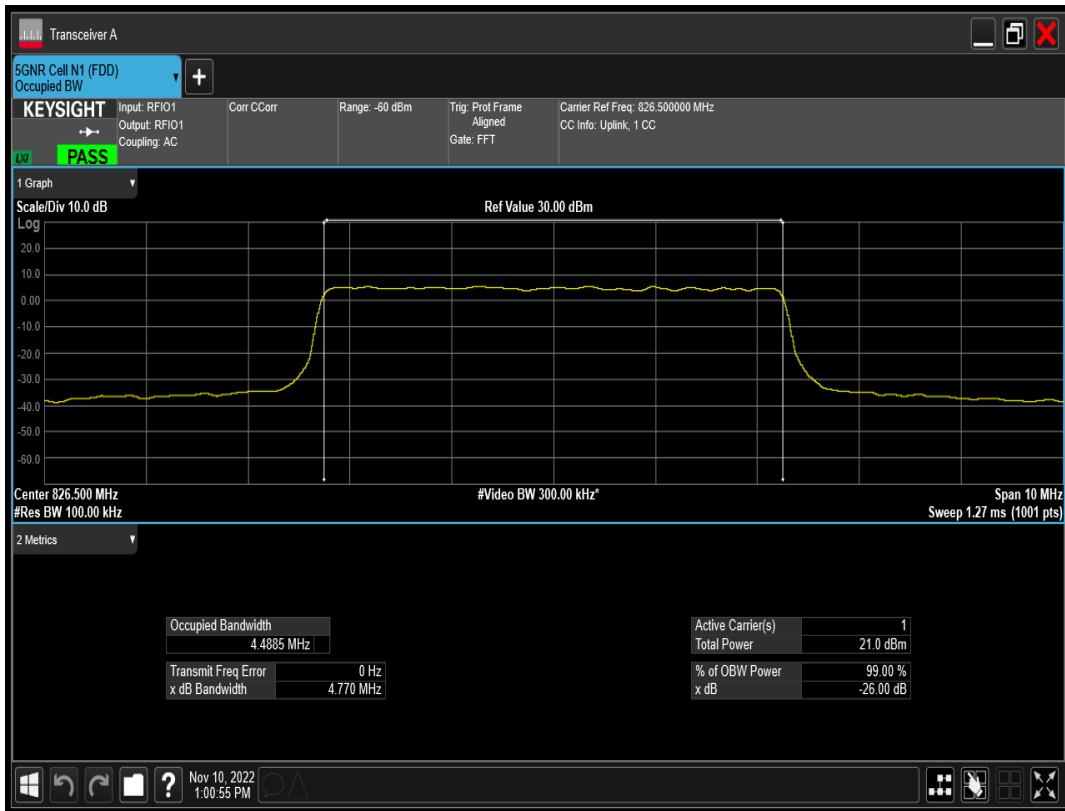 Transceiver A
5GNR Cell N1 (FDD)
Occupied BW
+
KEYSIGHT
LXI
PASS
Input: RFIO1
Output: RFIO1
Coupling: AC
Corr CCorr
Range: -60 dBm
Trig: Prot Frame
Aligned
Gate: FFT
Carrier Ref Freq: 826.500000 MHz
CC Info: Uplink, 1 CC
1 Graph
Scale/Div 10.0 dB
Ref Value 30.00 dBm
Log
20.0
10.0
0.00
-10.0
-20.0
-30.0
-40.0
-50.0
-60.0
Center 826.500 MHz
#Video BW 300.00 kHz*
Span 10 MHz
#Res BW 100.00 kHz
Sweep 1.27 ms (1001 pts)
2 Metrics
Occupied Bandwidth
4.4885 MHz
Transmit Freq Error 0 Hz
x dB Bandwidth 4.770 MHz
Active Carrier(s) 1
Total Power 21.0 dBm
% of OBW Power 99.00 %
x dB -26.00 dB
?
Nov 10, 2022
1:00:55 PM